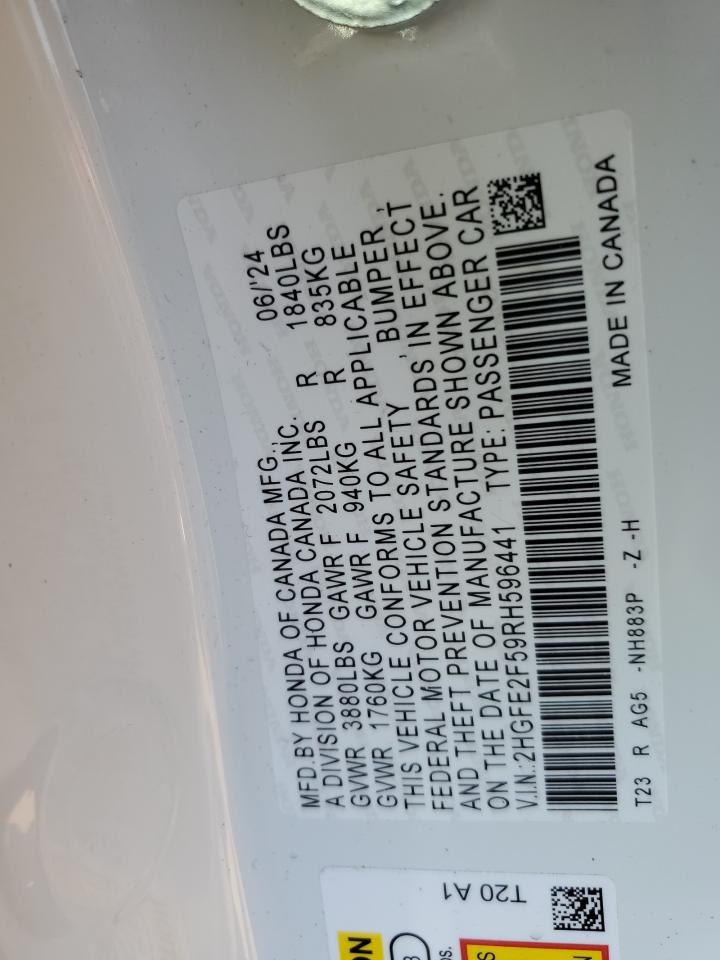 MFD.BY HONDA OF CANADA MFG., 06/'24
A DIVISION OF HONDA CANADA INC.
GVWR 3880LBS GAWR F 2072LBS R 1840LBS
GVWR 1760KG GAWR F 940KG R 835KG
THIS VEHICLE CONFORMS TO ALL APPLICABLE
FEDERAL MOTOR VEHICLE SAFETY, BUMPER,
AND THEFT PREVENTION STANDARDS IN EFFECT
ON THE DATE OF MANUFACTURE SHOWN ABOVE.
V.I.N.:2HGFE2F59RH596441 TYPE: PASSENGER CAR
T23 R AG5 -NH883P -Z -H MADE IN CANADA
T20 A1